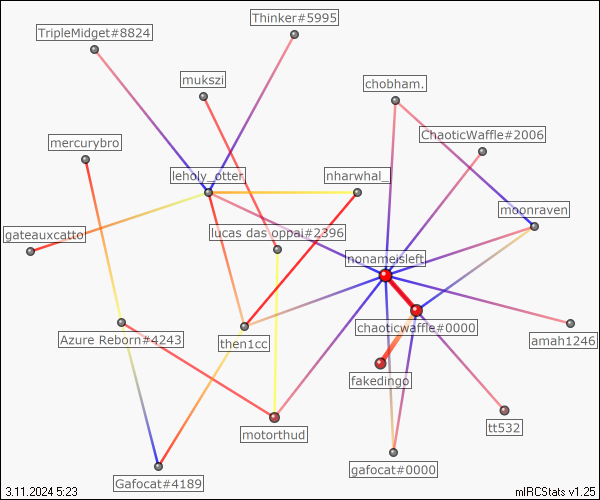 Thinker#5995
TripleMidget#8824
mukszi
chobham.
ChaoticWaffle#2006
mercurybro
leholy_otter
nharwhal_
moonraven
gateauxcatto
lucas das oppai#2396
nonameisleft
chaoticwaffle#0000
Azure Reborn#4243
then1cc
amah1246
fakedingo
tt532
motorthud
gafocat#0000
Gafocat#4189
3.11.2024 5:23
mIRCStats v1.25